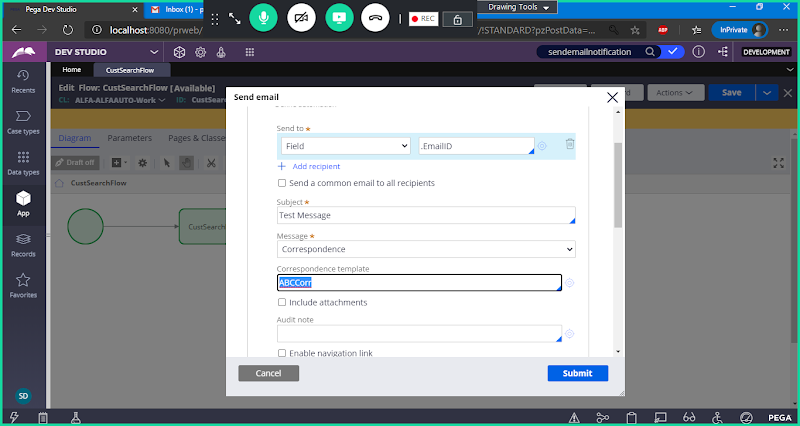 Pega Dev Studio
Inbox (1) - p
Drawing Tools
REC
localhost:8080/prweb/
/!STANDARD?pzPostData=...
ABP
InPrivate
DEV STUDIO
sendemailnotification
DEVELOPMENT
Home
CustSearchFlow
Recents
Case types
Data types
App
Records
Favorites
SD
Edit Flow: CustSearchFlow [Available]
CL: ALFA-ALFAAUTO-Work
ID: CustSearc
Actions
Save
Diagram
Parameters
Pages & Classe
Draft off
CustSearchFlow
CustSearch
Send email
Send to ★
Field
.EmailID
Add recipient
Send a common email to all recipients
Subject ★
Test Message
Message ★
Correspondence
Correspondence template
ABCCorr
Include attachments
Audit note
Enable navigation link
Cancel
Submit
PEGA